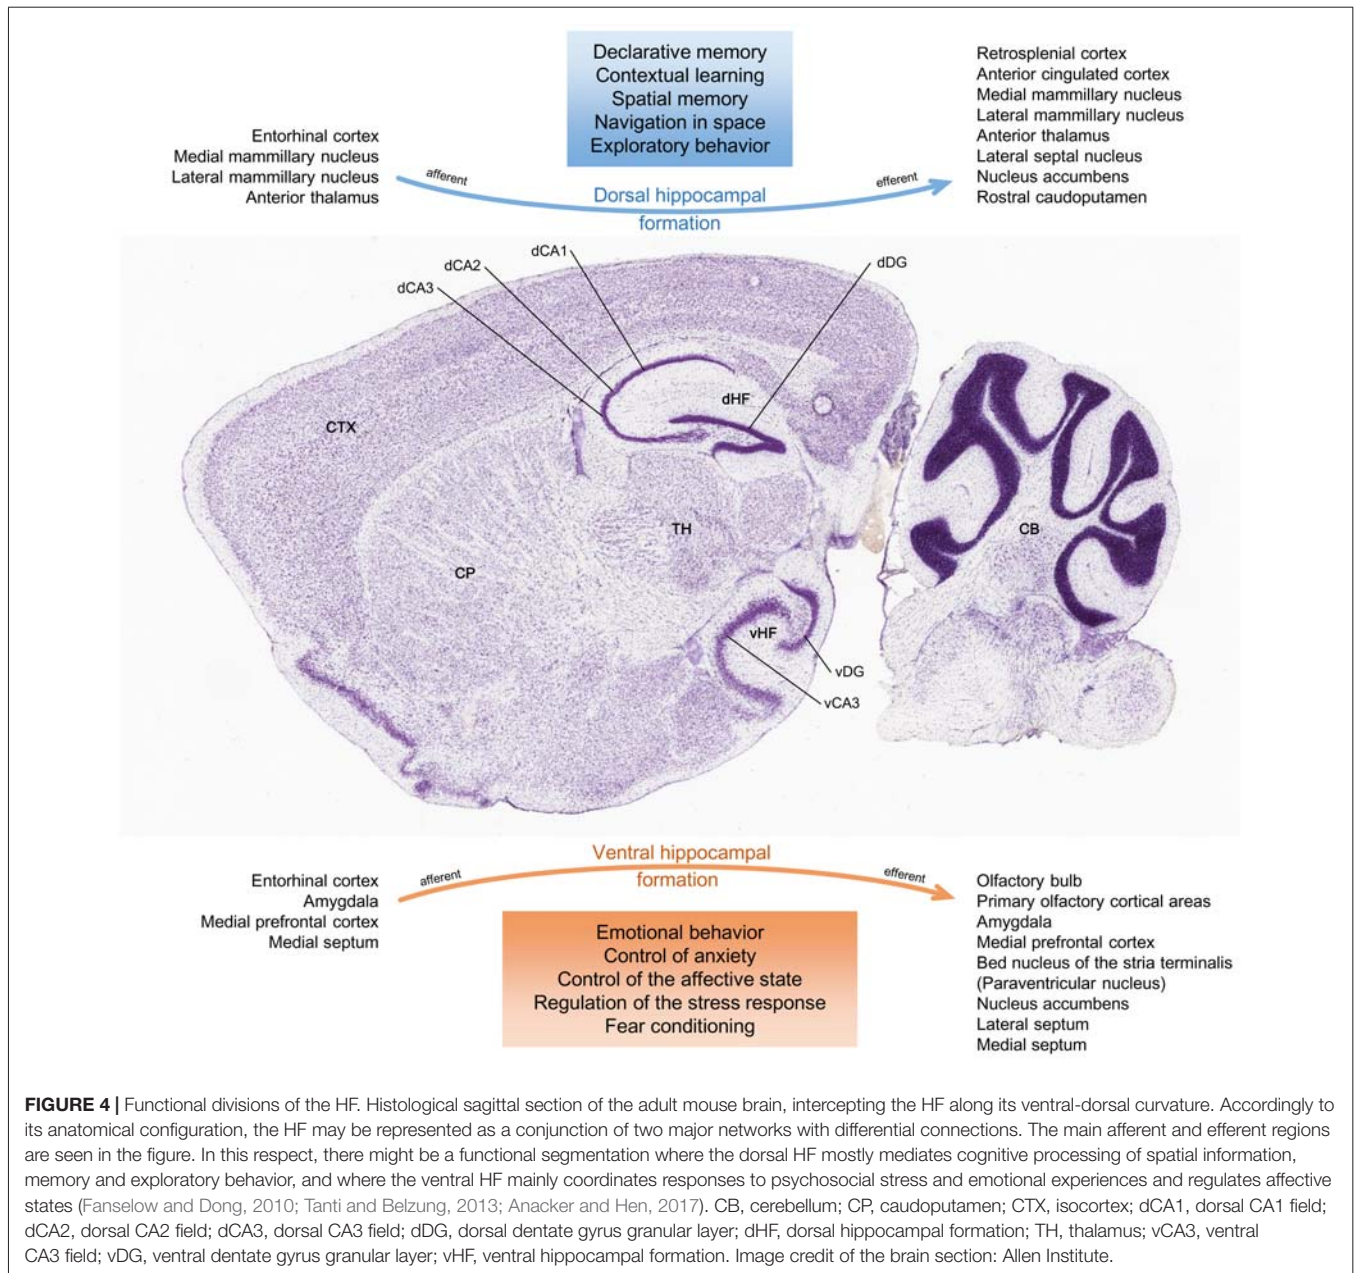 Declarative memory
Contextual learning
Spatial memory
Navigation in space
Exploratory behavior
Retrosplenial cortex
Anterior cingulated cortex
Medial mammillary nucleus
Lateral mammillary nucleus
Anterior thalamus
Lateral septal nucleus
Nucleus accumbens
Rostral caudoputamen
Entorhinal cortex
Medial mammillary nucleus
Lateral mammillary nucleus
Anterior thalamus
afferent
efferent
Dorsal hippocampal
formation
dCA1
dCA2
dCA3
dDG
dHF
CTX
TH
CB
CP
vHF
vDG
vCA3
Ventral hippocampal
formation
afferent
efferent
Entorhinal cortex
Amygdala
Medial prefrontal cortex
Medial septum
Emotional behavior
Control of anxiety
Control of the affective state
Regulation of the stress response
Fear conditioning
Olfactory bulb
Primary olfactory cortical areas
Amygdala
Medial prefrontal cortex
Bed nucleus of the stria terminalis
(Paraventricular nucleus)
Nucleus accumbens
Lateral septum
Medial septum
FIGURE 4 | Functional divisions of the HF. Histological sagittal section of the adult mouse brain, intercepting the HF along its ventral-dorsal curvature. Accordingly to
its anatomical configuration, the HF may be represented as a conjunction of two major networks with differential connections. The main afferent and efferent regions
are seen in the figure. In this respect, there might be a functional segmentation where the dorsal HF mostly mediates cognitive processing of spatial information,
memory and exploratory behavior, and where the ventral HF mainly coordinates responses to psychosocial stress and emotional experiences and regulates affective
states (Fanselow and Dong, 2010; Tanti and Belzung, 2013; Anacker and Hen, 2017). CB, cerebellum; CP, caudoputamen; CTX, isocortex; dCA1, dorsal CA1 field;
dCA2, dorsal CA2 field; dCA3, dorsal CA3 field; dDG, dorsal dentate gyrus granular layer; dHF, dorsal hippocampal formation; TH, thalamus; vCA3, ventral
CA3 field; vDG, ventral dentate gyrus granular layer; vHF, ventral hippocampal formation. Image credit of the brain section: Allen Institute.